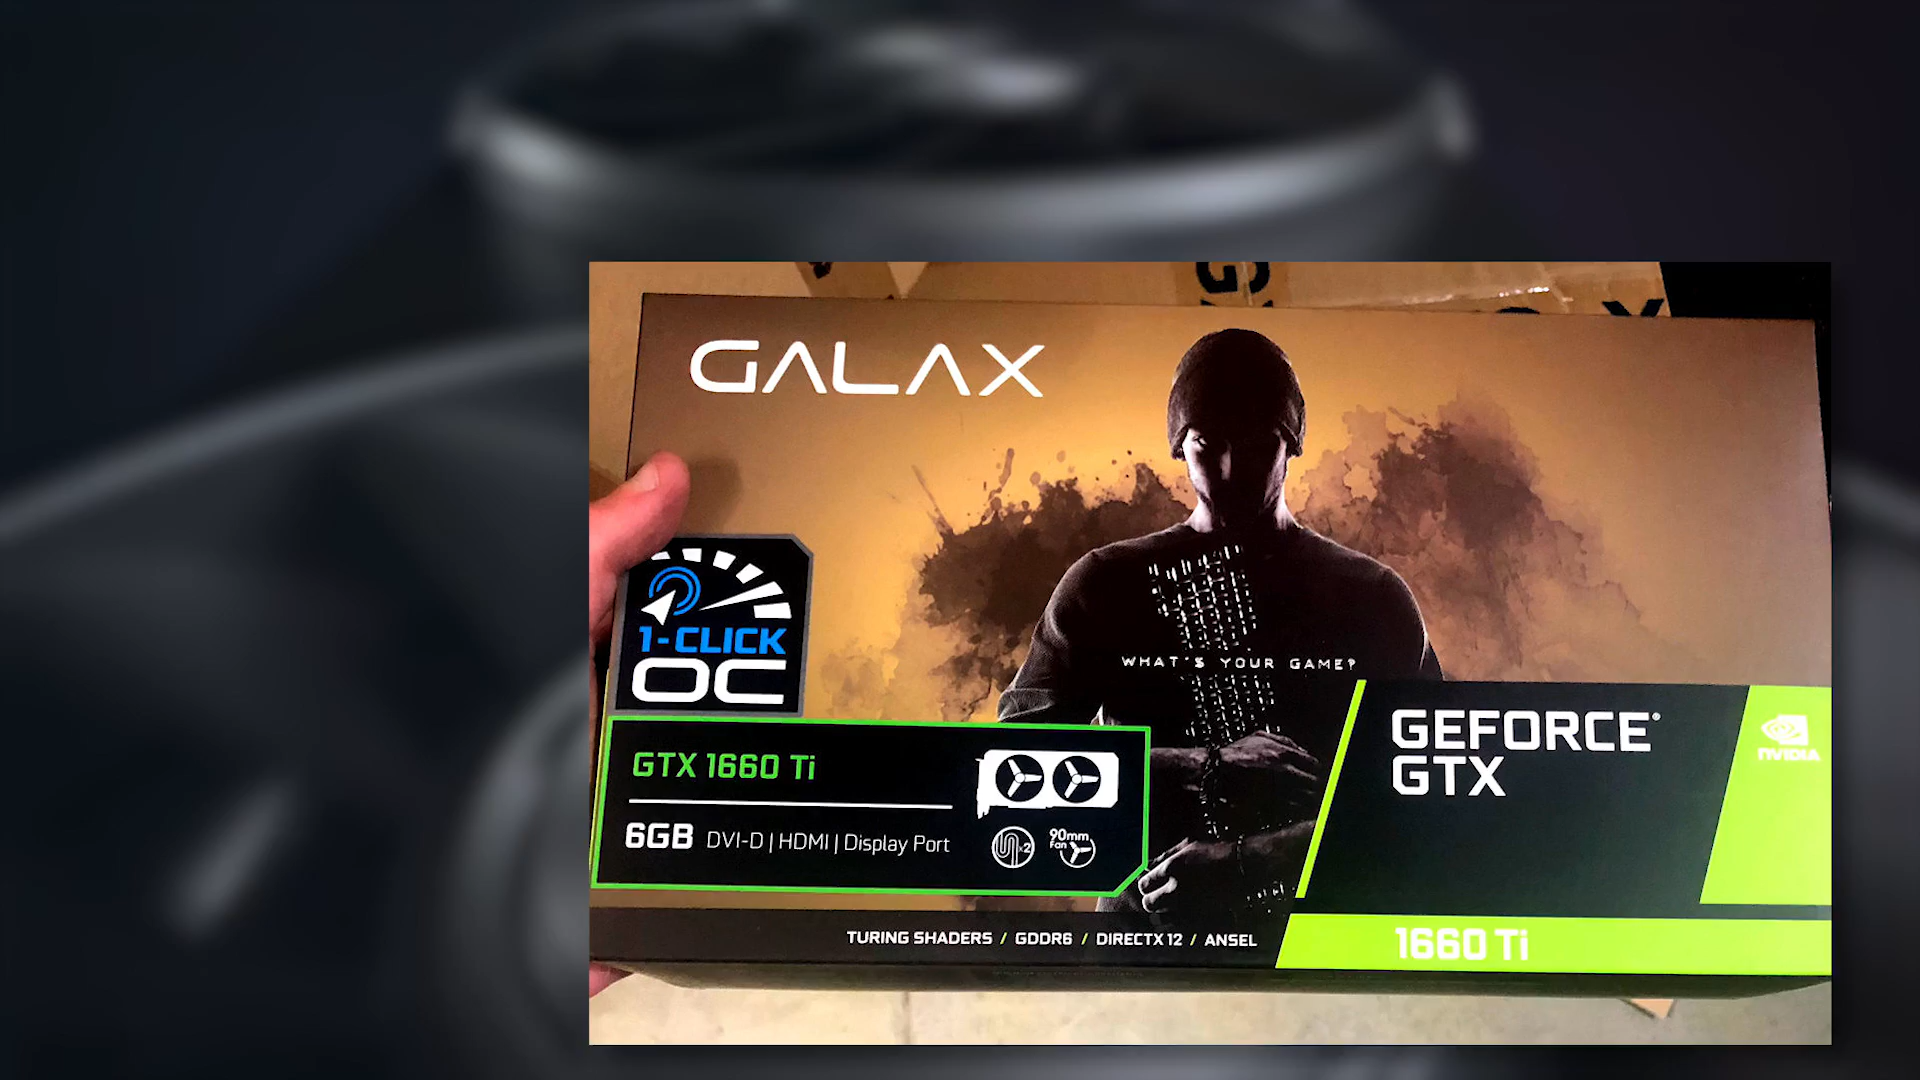 GALAX
1-CLICK
OC
WHAT'S YOUR GAME?
GTX 1660 Ti
6GB DVI-D | HDMI | Display Port
x2
90mm
Fan
GEFORCE®
GTX
NVIDIA
TURING SHADERS / GDDR6 / DIRECTX 12 / ANSEL
1660 Ti